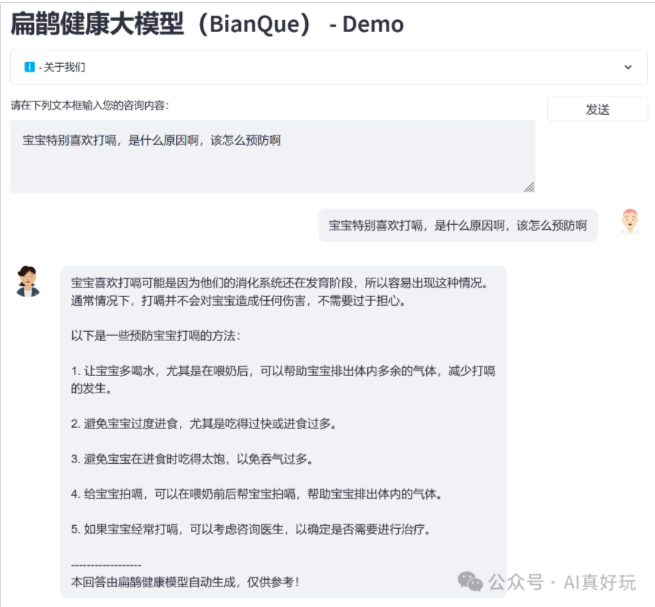 扁鹊健康大模型（BianQue） - Demo
i - 关于我们
请在下列文本框输入您的咨询内容：
发送
宝宝特别喜欢打嗝，是什么原因啊，该怎么预防啊
宝宝特别喜欢打嗝，是什么原因啊，该怎么预防啊
宝宝喜欢打嗝可能是因为他们的消化系统还在发育阶段，所以容易出现这种情况。
通常情况下，打嗝并不会对宝宝造成任何伤害，不需要过于担心。
以下是一些预防宝宝打嗝的方法：
1. 让宝宝多喝水，尤其是在喂奶后，可以帮助宝宝排出体内多余的气体，减少打嗝
的发生。
2. 避免宝宝过度进食，尤其是吃得过快或进食过多。
3. 避免宝宝在进食时吃得太饱，以免吞气过多。
4. 给宝宝拍嗝，可以在喂奶前后帮宝宝拍嗝，帮助宝宝排出体内的气体。
5. 如果宝宝经常打嗝，可以考虑咨询医生，以确定是否需要进行治疗。
------------------
本回答由扁鹊健康模型自动生成，仅供参考！
公众号 · AI真好玩